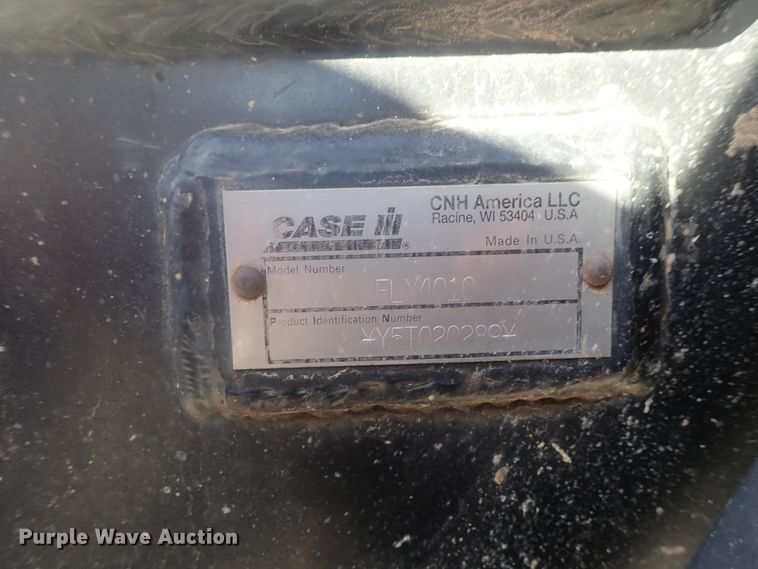 CNH America LLC
Racine, WI 53404 U.S.A
CASE IH
Made In U.S.A.
Model Number
FLX4010
Product Identification Number
*Y5T020289*
Purple Wave Auction®